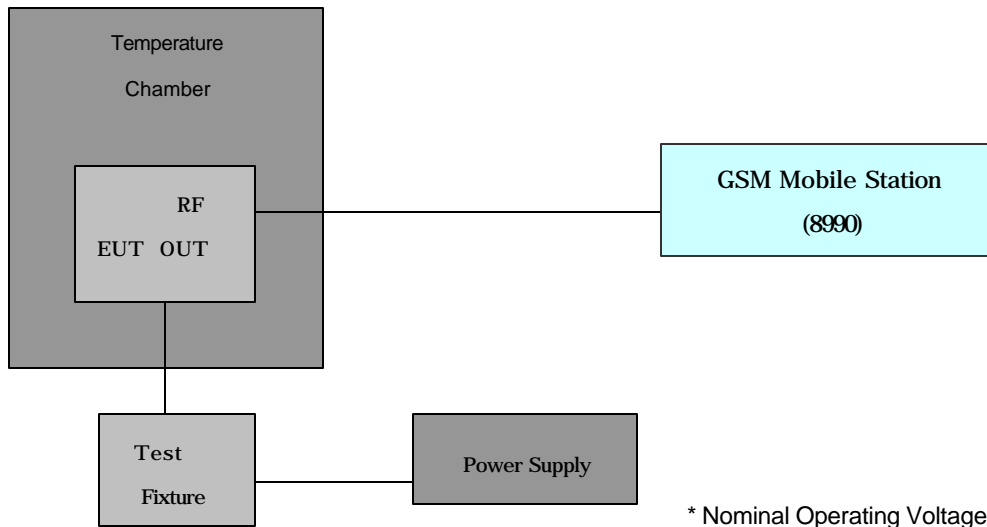 Temperature
Chamber
RF
EUT OUT
GSM Mobile Station
(8990)
Test
Fixture
Power Supply
* Nominal Operating Voltage